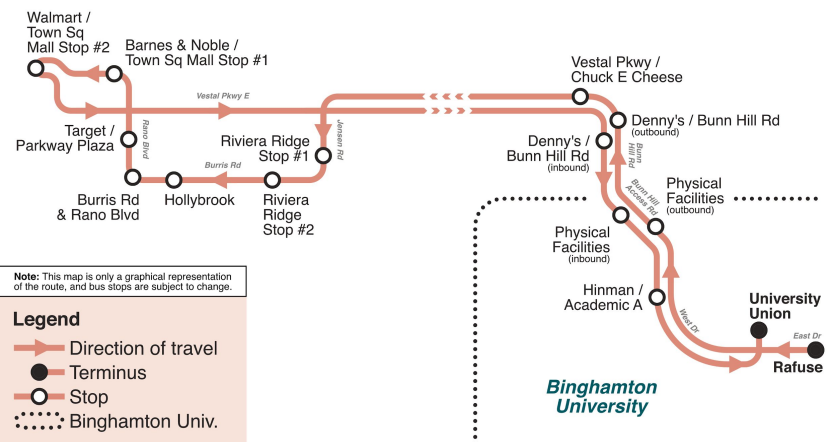 Walmart /
Town Sq
Mall Stop #2
Barnes & Noble /
Town Sq Mall Stop #1
Vestal Pkwy E
Target /
Parkway Plaza
Rano Blvd
Riviera Ridge
Stop #1
Jensen Rd
Burris Rd
Burris Rd
& Rano Blvd
Hollybrook
Riviera
Ridge
Stop #2
Vestal Pkwy /
Chuck E Cheese
Denny's / Bunn Hill Rd
(outbound)
Denny's /
Bunn Hill Rd
(inbound)
Bunn
Hill Rd
Bunn Hill
Access Rd
Physical
Facilities
(outbound)
Physical
Facilities
(inbound)
Hinman /
Academic A
West Dr
University
Union
East Dr
Rafuse
Binghamton
University
Note: This map is only a graphical representation
of the route, and bus stops are subject to change.
Legend
Direction of travel
Terminus
Stop
Binghamton Univ.